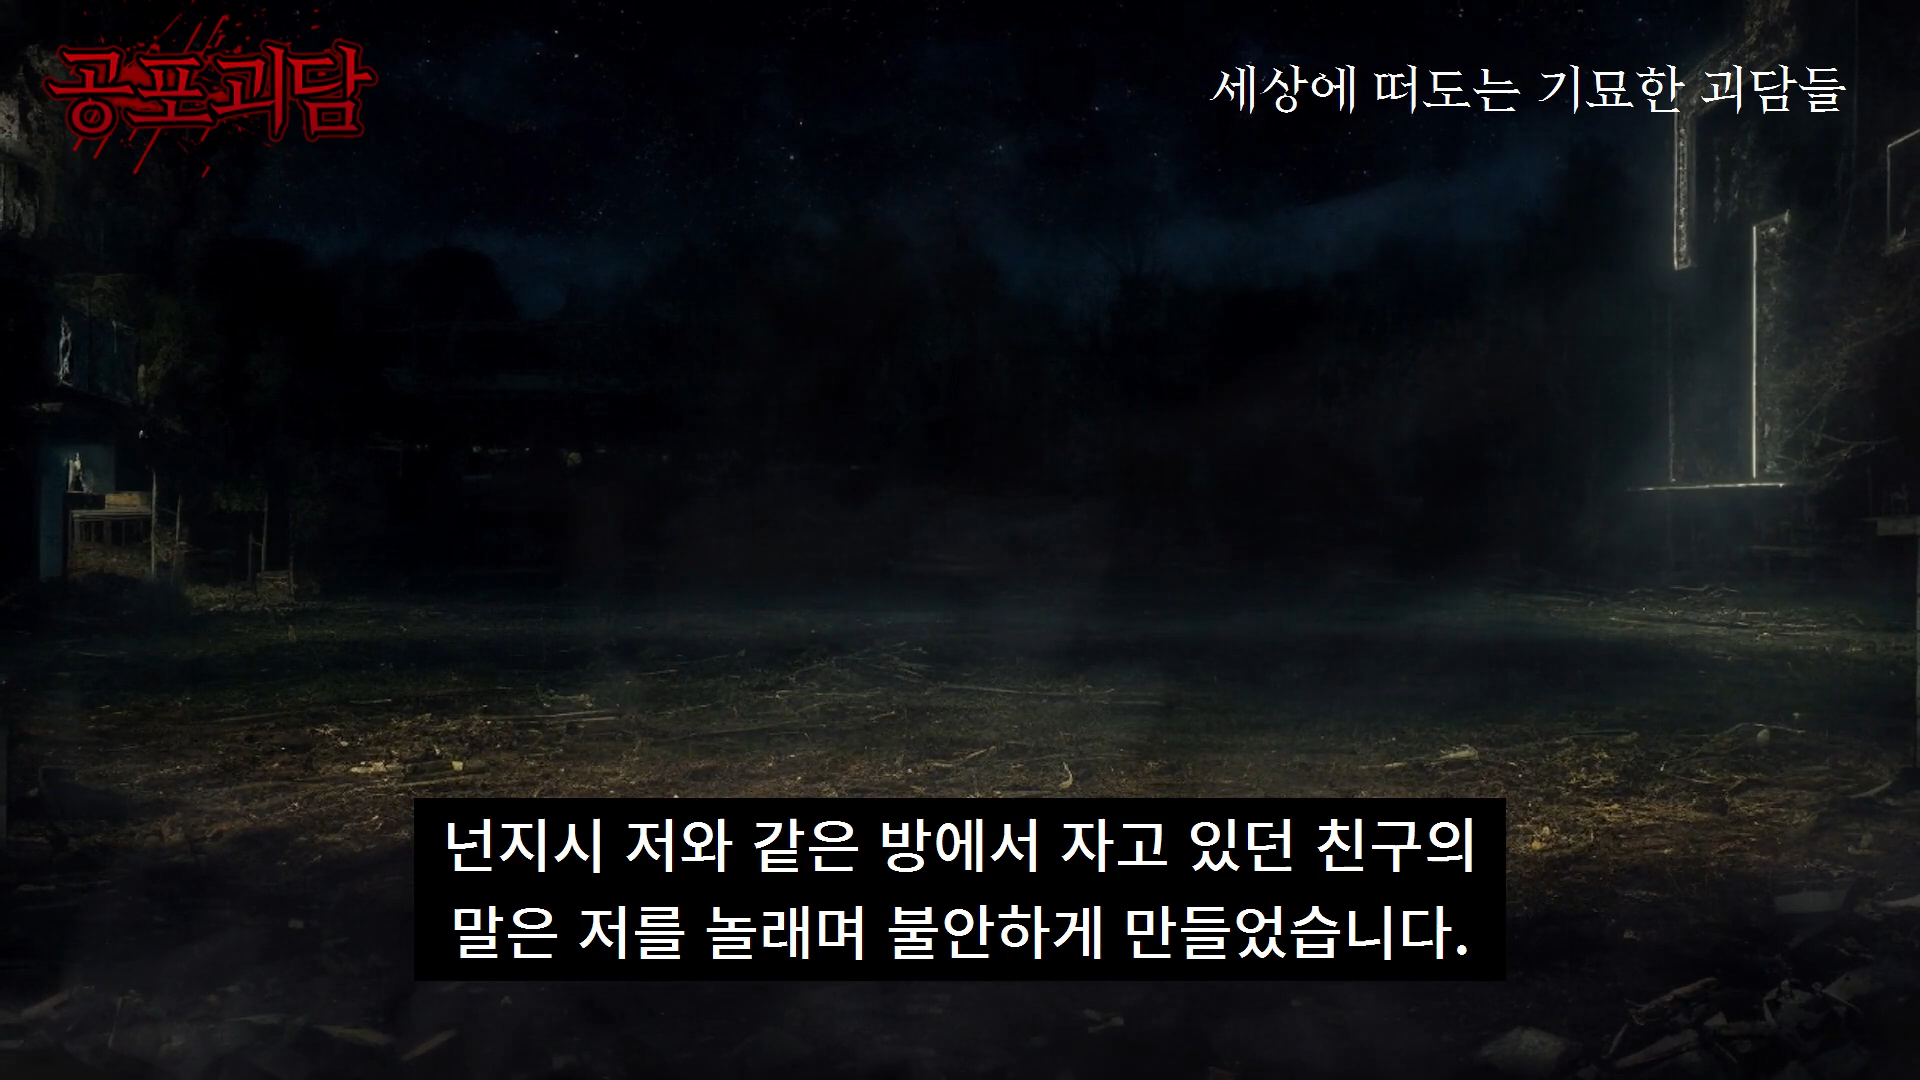 공포괴담
세상에 떠도는 기묘한 괴담들
넌지시 저와 같은 방에서 자고 있던 친구의
말은 저를 놀래며 불안하게 만들었습니다.